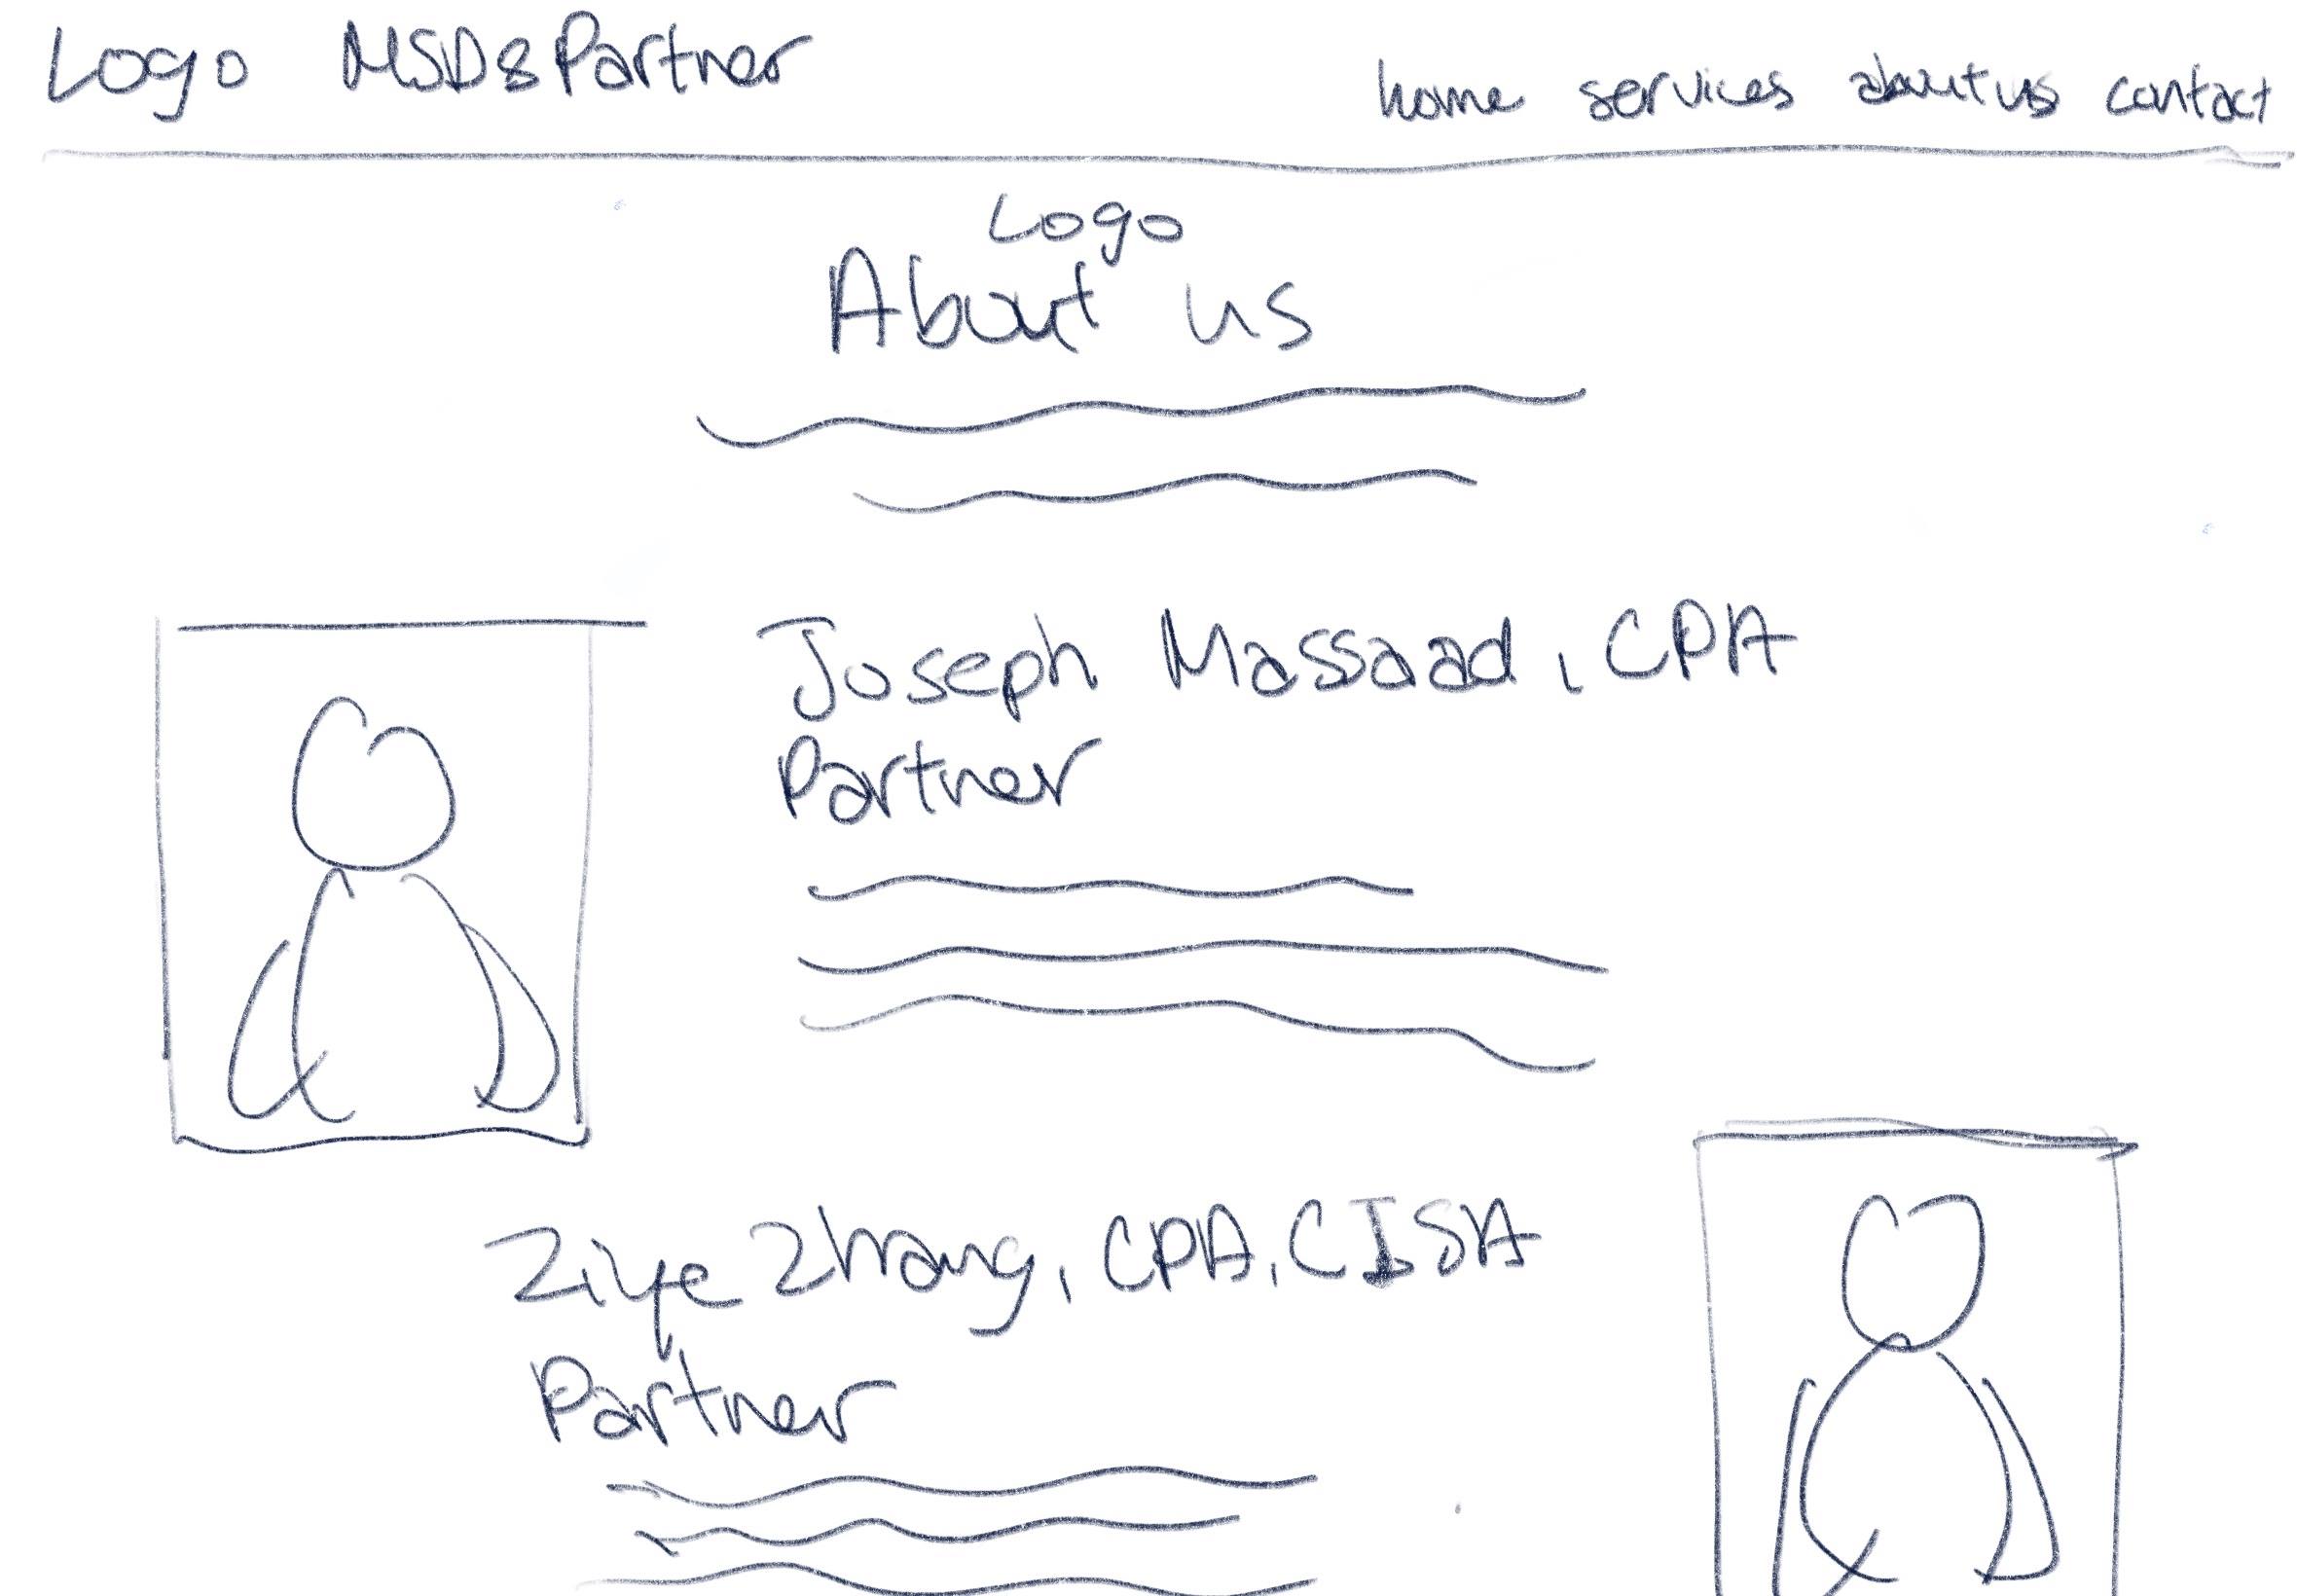 Logo MSD&Partner
home services about us contact
Logo
About us
Joseph Massaad, CPA
Partner
Ziye Zhang, CPA, CISA
Partner